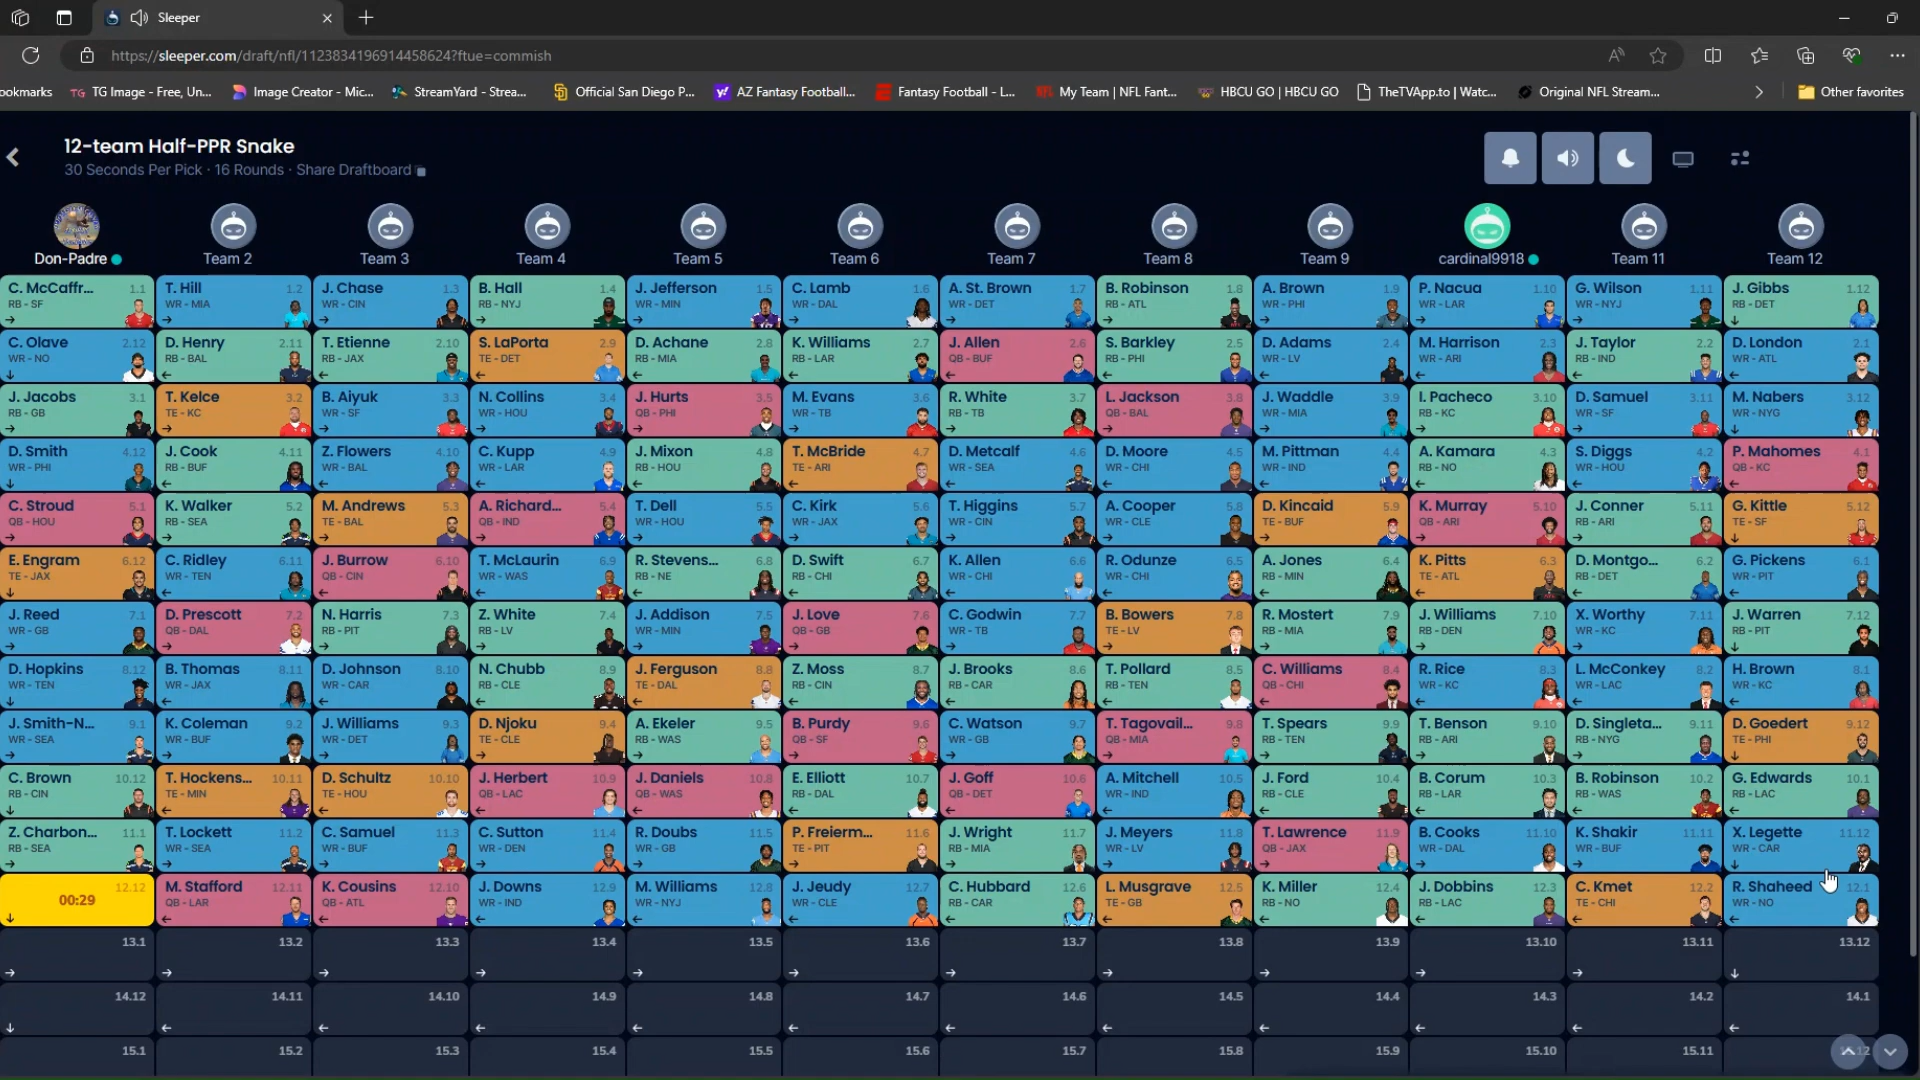 Sleeper
https://sleeper.com/draft/nfl/1123834196914458624?ftue=commish
ookmarks TG TG Image - Free, Un... Image Creator - Mic... StreamYard - Strea... Official San Diego P... AZ Fantasy Football... Fantasy Football - L... My Team | NFL Fant... HBCU GO | HBCU GO TheTVApp.to | Watc... Original NFL Stream... Other favorites
12-team Half-PPR Snake
30 Seconds Per Pick · 16 Rounds · Share Draftboard
Don-Padre Team 2 Team 3 Team 4 Team 5 Team 6 Team 7 Team 8 Team 9 cardinal9918 Team 11 Team 12
C. McCaffr... 1.1 T. Hill 1.2 J. Chase 1.3 B. Hall 1.4 J. Jefferson 1.5 C. Lamb 1.6 A. St. Brown 1.7 B. Robinson 1.8 A. Brown 1.9 P. Nacua 1.10 G. Wilson 1.11 J. Gibbs 1.12
RB - SF WR - MIA WR - CIN RB - NYJ WR - MIN WR - DAL WR - DET RB - ATL WR - PHI WR - LAR WR - NYJ RB - DET
C. Olave 2.12 D. Henry 2.11 T. Etienne 2.10 S. LaPorta 2.9 D. Achane 2.8 K. Williams 2.7 J. Allen 2.6 S. Barkley 2.5 D. Adams 2.4 M. Harrison 2.3 J. Taylor 2.2 D. London 2.1
WR - NO RB - BAL RB - JAX TE - DET RB - MIA RB - LAR QB - BUF RB - PHI WR - LV WR - ARI RB - IND WR - ATL
J. Jacobs 3.1 T. Kelce 3.2 B. Aiyuk 3.3 N. Collins 3.4 J. Hurts 3.5 M. Evans 3.6 R. White 3.7 L. Jackson 3.8 J. Waddle 3.9 I. Pacheco 3.10 D. Samuel 3.11 M. Nabers 3.12
RB - GB TE - KC WR - SF WR - HOU QB - PHI WR - TB RB - TB QB - BAL WR - MIA RB - KC WR - SF WR - NYG
D. Smith 4.12 J. Cook 4.11 Z. Flowers 4.10 C. Kupp 4.9 J. Mixon 4.8 T. McBride 4.7 D. Metcalf 4.6 D. Moore 4.5 M. Pittman 4.4 A. Kamara 4.3 S. Diggs 4.2 P. Mahomes 4.1
WR - PHI RB - BUF WR - BAL WR - LAR RB - HOU TE - ARI WR - SEA WR - CHI WR - IND RB - NO WR - HOU QB - KC
C. Stroud 5.1 K. Walker 5.2 M. Andrews 5.3 A. Richard... 5.4 T. Dell 5.5 C. Kirk 5.6 T. Higgins 5.7 A. Cooper 5.8 D. Kincaid 5.9 K. Murray 5.10 J. Conner 5.11 G. Kittle 5.12
QB - HOU RB - SEA TE - BAL QB - IND WR - HOU WR - JAX WR - CIN WR - CLE TE - BUF QB - ARI RB - ARI TE - SF
E. Engram 6.12 C. Ridley 6.11 J. Burrow 6.10 T. McLaurin 6.9 R. Stevens... 6.8 D. Swift 6.7 K. Allen 6.6 R. Odunze 6.5 A. Jones 6.4 K. Pitts 6.3 D. Montgo... 6.2 G. Pickens 6.1
TE - JAX WR - TEN QB - CIN WR - WAS RB - NE RB - CHI WR - CHI WR - CHI RB - MIN TE - ATL RB - DET WR - PIT
J. Reed 7.1 D. Prescott 7.2 N. Harris 7.3 Z. White 7.4 J. Addison 7.5 J. Love 7.6 C. Godwin 7.7 B. Bowers 7.8 R. Mostert 7.9 J. Williams 7.10 X. Worthy 7.11 J. Warren 7.12
WR - GB QB - DAL RB - PIT RB - LV WR - MIN QB - GB WR - TB TE - LV RB - MIA RB - DEN WR - KC RB - PIT
D. Hopkins 8.12 B. Thomas 8.11 D. Johnson 8.10 N. Chubb 8.9 J. Ferguson 8.8 Z. Moss 8.7 J. Brooks 8.6 T. Pollard 8.5 C. Williams 8.4 R. Rice 8.3 L. McConkey 8.2 H. Brown 8.1
WR - TEN WR - JAX WR - CAR RB - CLE TE - DAL RB - CIN RB - CAR RB - TEN QB - CHI WR - KC WR - LAC WR - KC
J. Smith-N... 9.1 K. Coleman 9.2 J. Williams 9.3 D. Njoku 9.4 A. Ekeler 9.5 B. Purdy 9.6 C. Watson 9.7 T. Tagovail... 9.8 T. Spears 9.9 T. Benson 9.10 D. Singleta... 9.11 D. Goedert 9.12
WR - SEA WR - BUF WR - DET TE - CLE RB - WAS QB - SF WR - GB QB - MIA RB - TEN RB - ARI RB - NYG TE - PHI
C. Brown 10.12 T. Hockens... 10.11 D. Schultz 10.10 J. Herbert 10.9 J. Daniels 10.8 E. Elliott 10.7 J. Goff 10.6 A. Mitchell 10.5 J. Ford 10.4 B. Corum 10.3 B. Robinson 10.2 G. Edwards 10.1
RB - CIN TE - MIN TE - HOU QB - LAC QB - WAS RB - DAL QB - DET WR - IND RB - CLE RB - LAR RB - WAS RB - LAC
Z. Charbon... 11.1 T. Lockett 11.2 C. Samuel 11.3 C. Sutton 11.4 R. Doubs 11.5 P. Freierm... 11.6 J. Wright 11.7 J. Meyers 11.8 T. Lawrence 11.9 B. Cooks 11.10 K. Shakir 11.11 X. Legette 11.12
RB - SEA WR - SEA WR - BUF WR - DEN WR - GB TE - PIT RB - MIA WR - LV QB - JAX WR - DAL WR - BUF WR - CAR
00:29 12.12 M. Stafford 12.11 K. Cousins 12.10 J. Downs 12.9 M. Williams 12.8 J. Jeudy 12.7 C. Hubbard 12.6 L. Musgrave 12.5 K. Miller 12.4 J. Dobbins 12.3 C. Kmet 12.2 R. Shaheed 12.1
QB - LAR QB - ATL WR - IND WR - NYJ WR - CLE RB - CAR TE - GB RB - NO RB - LAC TE - CHI WR - NO
13.1 13.2 13.3 13.4 13.5 13.6 13.7 13.8 13.9 13.10 13.11 13.12
14.12 14.11 14.10 14.9 14.8 14.7 14.6 14.5 14.4 14.3 14.2 14.1
15.1 15.2 15.3 15.4 15.5 15.6 15.7 15.8 15.9 15.10 15.11